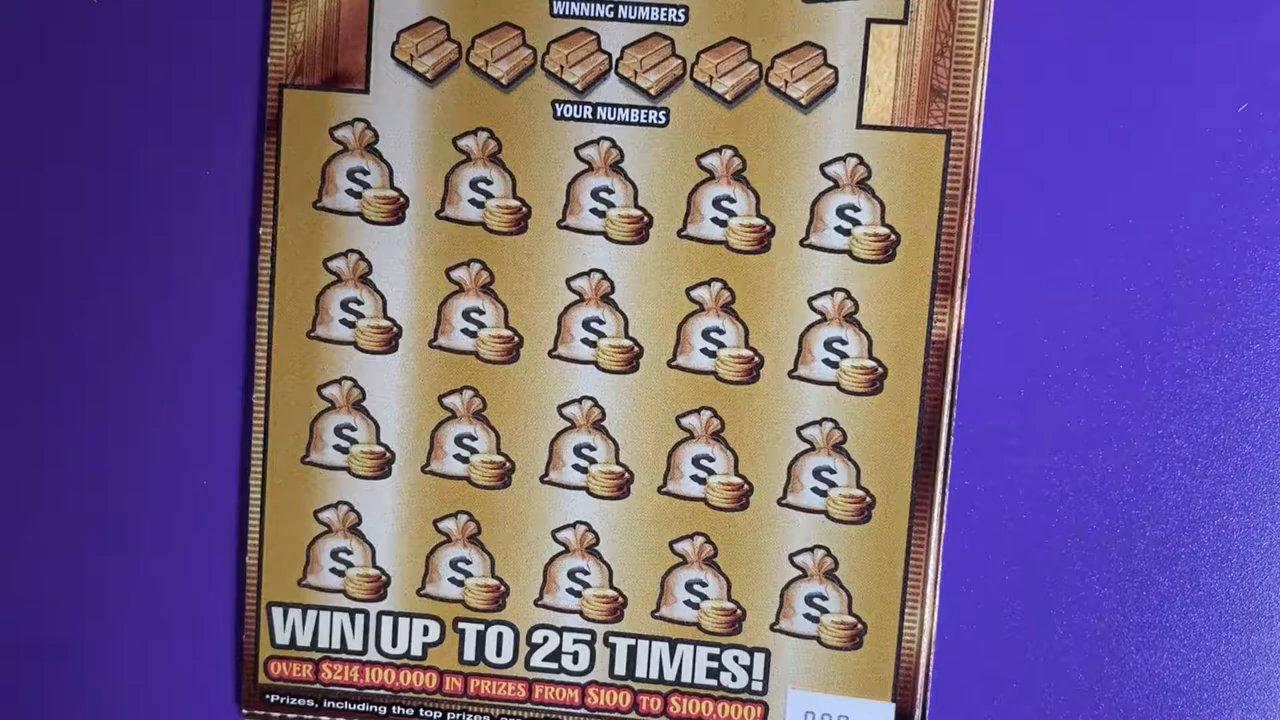 WINNING NUMBERS
YOUR NUMBERS
$ $ $ $ $
$ $ $ $ $
$ $ $ $ $
$ $ $ $ $
WIN UP TO 25 TIMES!
OVER $214,100,000 IN PRIZES FROM $100 TO $100,000!
*Prizes, including the top prizes, are